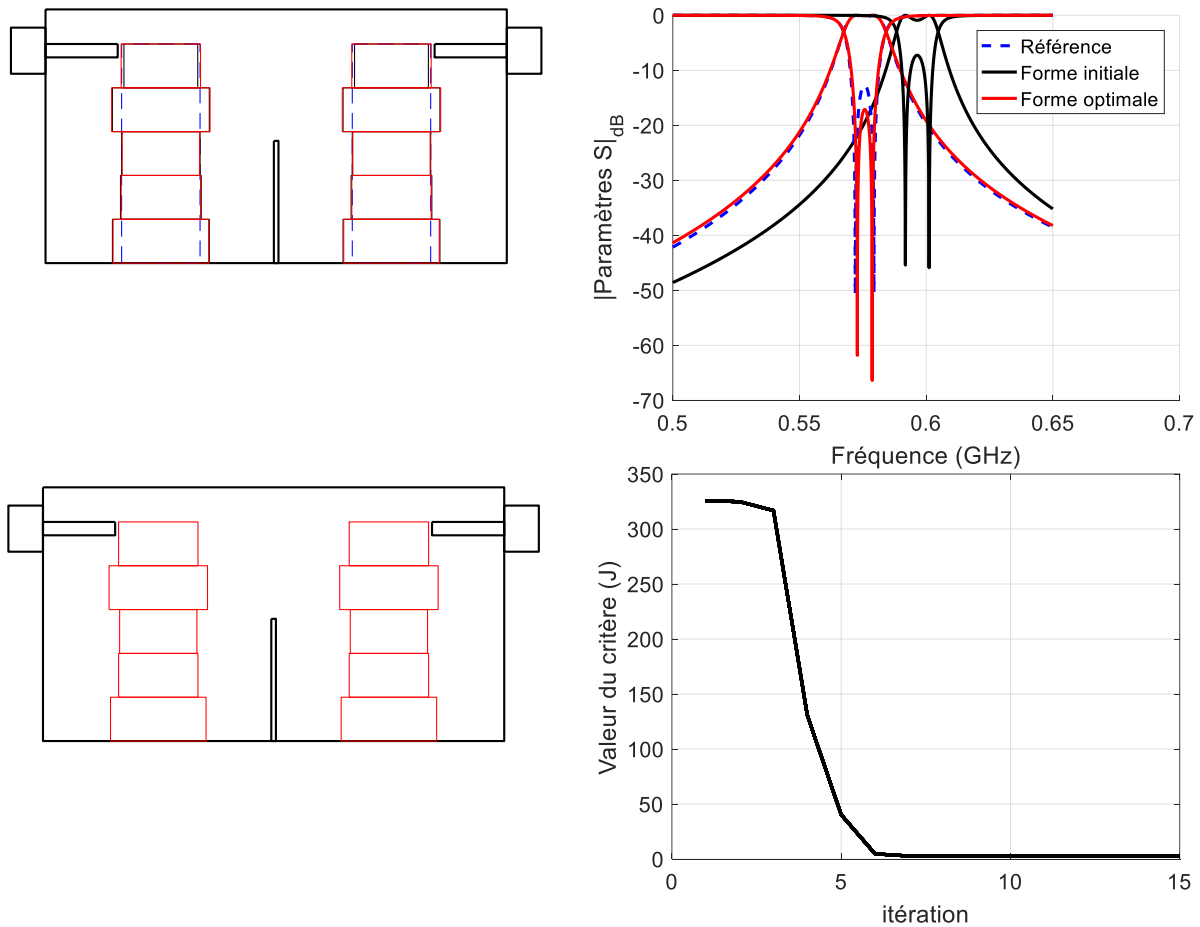 0
-10
-20
-30
-40
-50
-60
-70
|Paramètres S|dB
Référence
Forme initiale
Forme optimale
0.5 0.55 0.6 0.65 0.7
Fréquence (GHz)
350
300
250
200
150
100
50
0
Valeur du critère (J)
0 5 10 15
itération